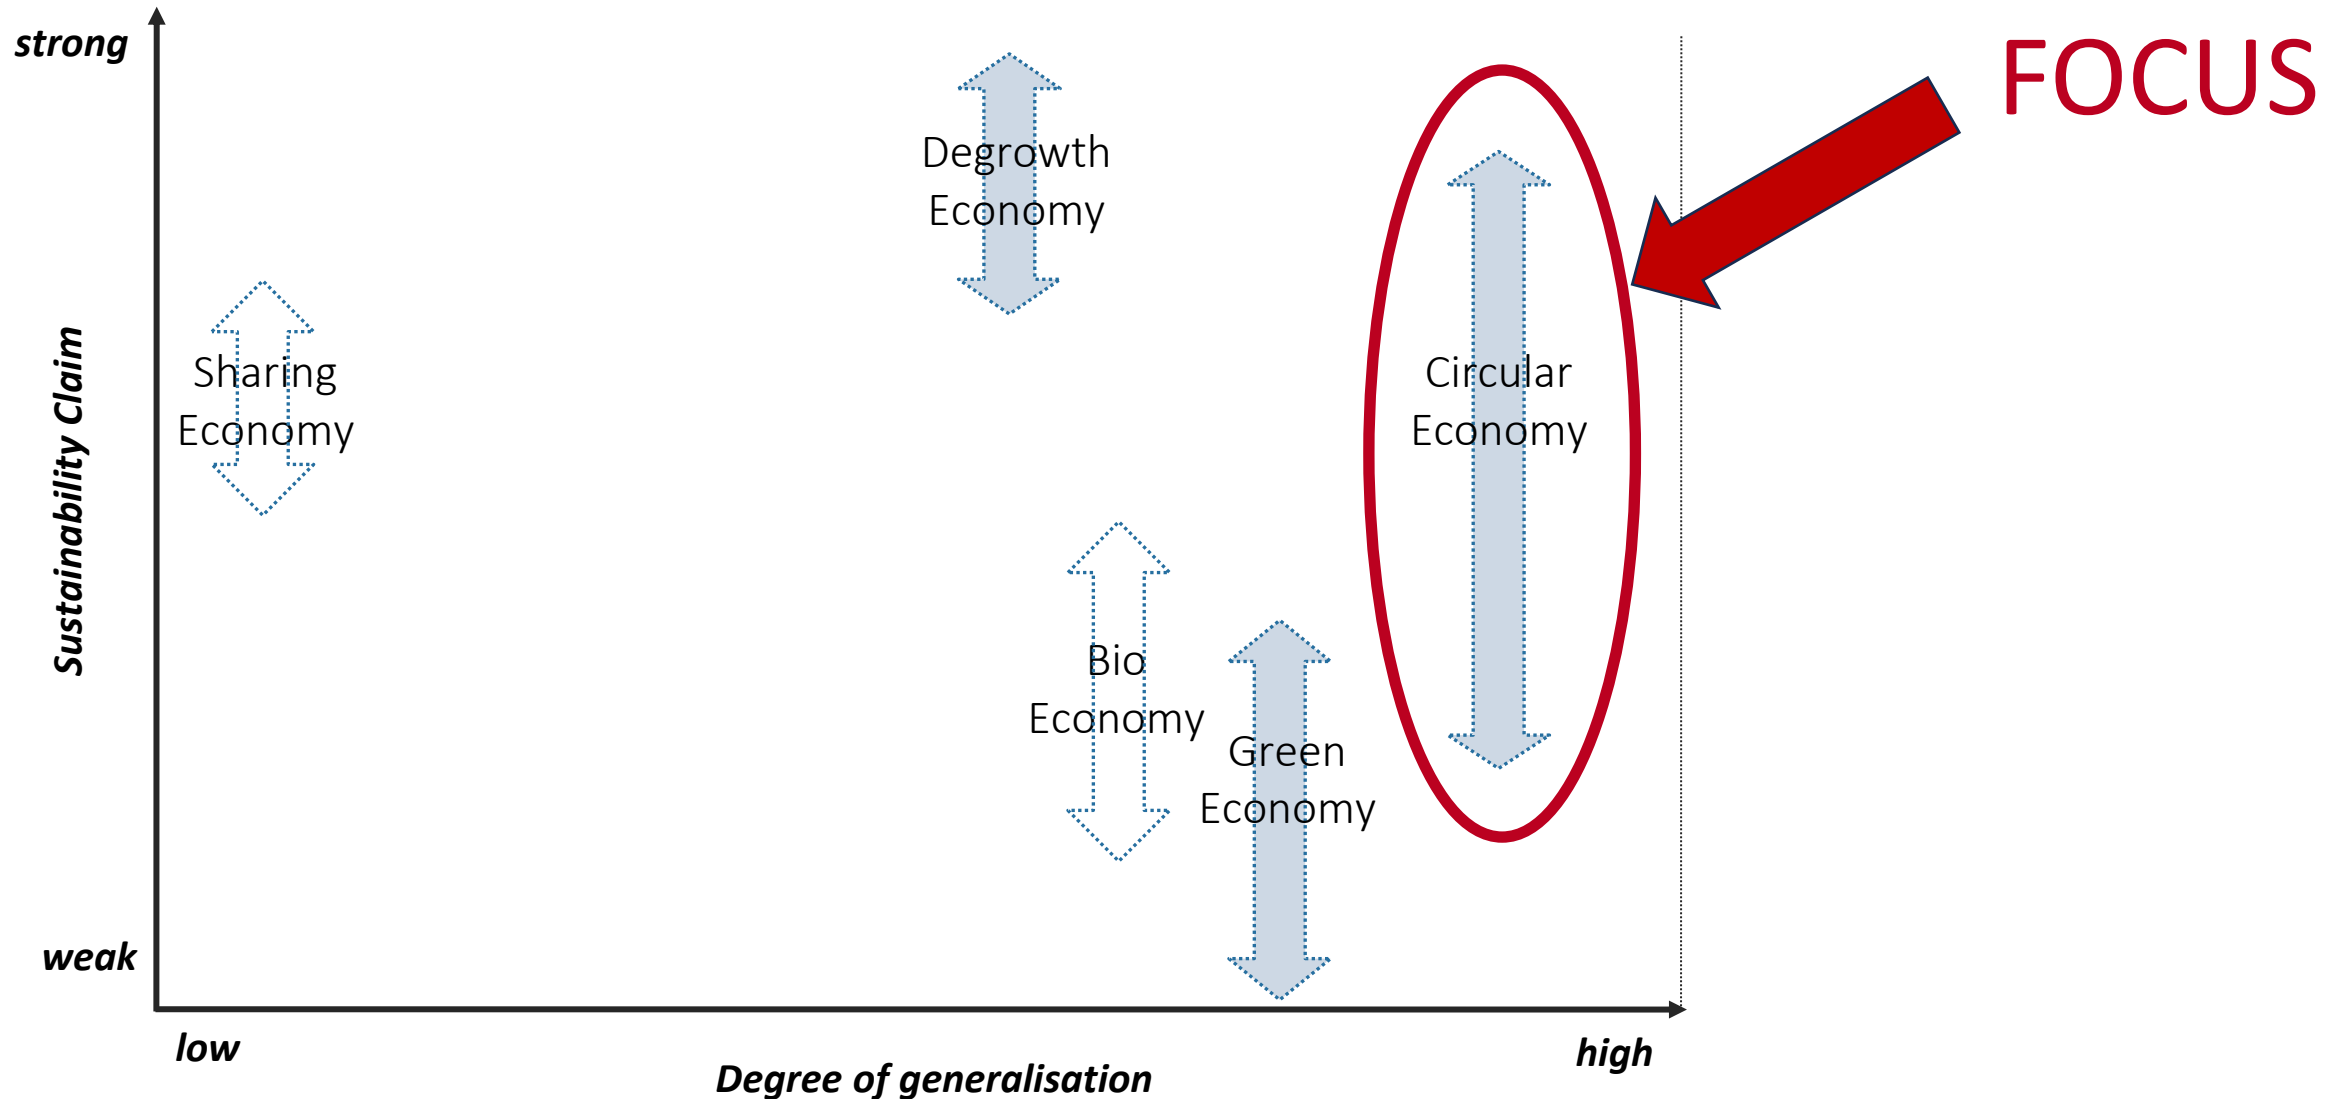 strong
FOCUS
Degrowth
Economy
Sharing
Economy
Circular
Economy
Sustainability Claim
Bio
Economy
Green
Economy
weak
low
high
Degree of generalisation